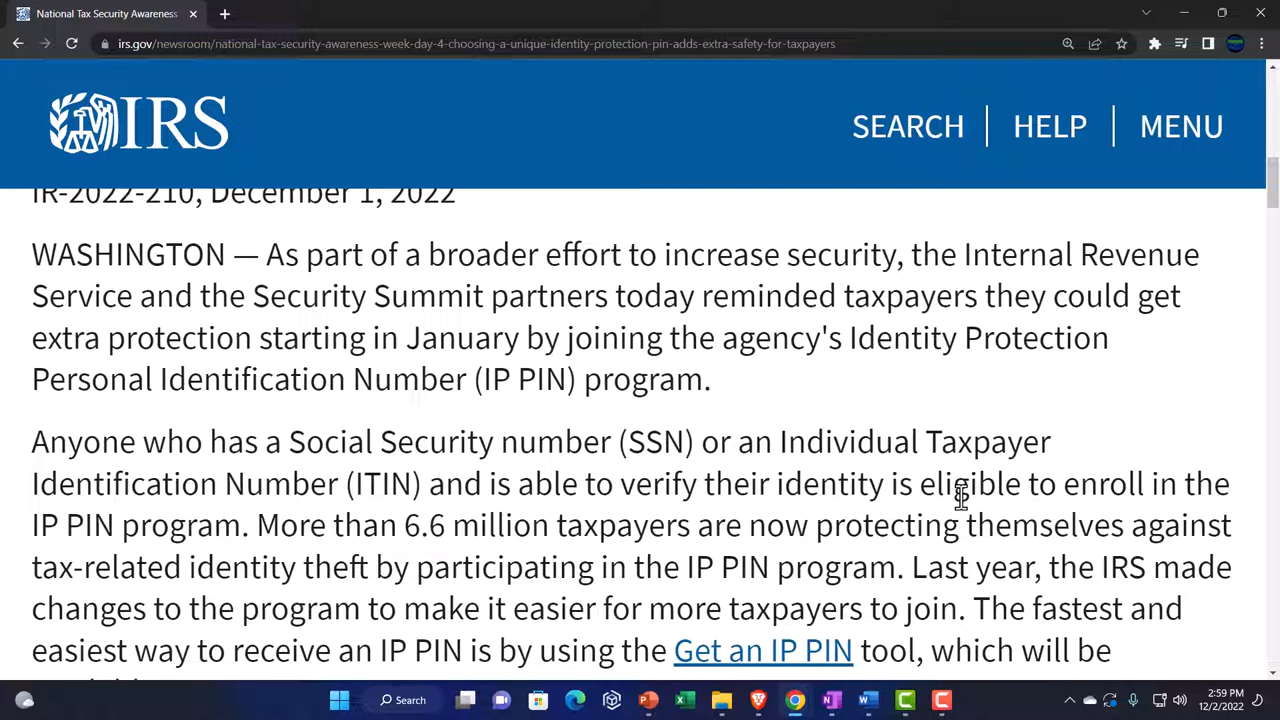 National Tax Security Awareness
irs.gov/newsroom/national-tax-security-awareness-week-day-4-choosing-a-unique-identity-protection-pin-adds-extra-safety-for-taxpayers
IRS
SEARCH
HELP
MENU
IR-2022-210, December 1, 2022
WASHINGTON — As part of a broader effort to increase security, the Internal Revenue
Service and the Security Summit partners today reminded taxpayers they could get
extra protection starting in January by joining the agency's Identity Protection
Personal Identification Number (IP PIN) program.
Anyone who has a Social Security number (SSN) or an Individual Taxpayer
Identification Number (ITIN) and is able to verify their identity is eligible to enroll in the
IP PIN program. More than 6.6 million taxpayers are now protecting themselves against
tax-related identity theft by participating in the IP PIN program. Last year, the IRS made
changes to the program to make it easier for more taxpayers to join. The fastest and
easiest way to receive an IP PIN is by using the Get an IP PIN tool, which will be
Search
2:59 PM
12/2/2022